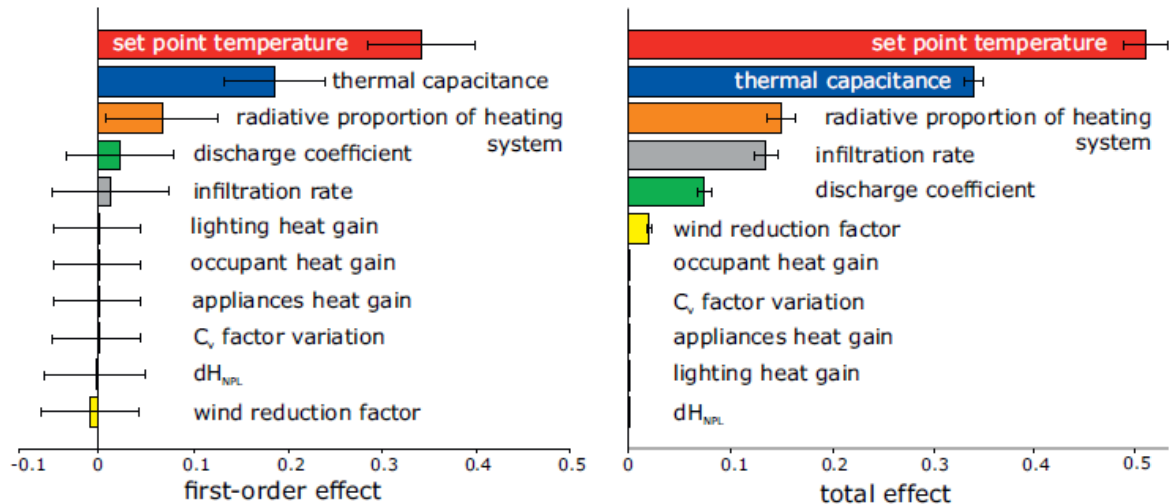 set point temperature
thermal capacitance
radiative proportion of heating
system
discharge coefficient
infiltration rate
lighting heat gain
occupant heat gain
appliances heat gain
Cv factor variation
dHNPL
wind reduction factor
-0.1 0 0.1 0.2 0.3 0.4 0.5
first-order effect
set point temperature
thermal capacitance
radiative proportion of heating
system
infiltration rate
discharge coefficient
wind reduction factor
occupant heat gain
Cv factor variation
appliances heat gain
lighting heat gain
dHNPL
0 0.1 0.2 0.3 0.4 0.5
total effect